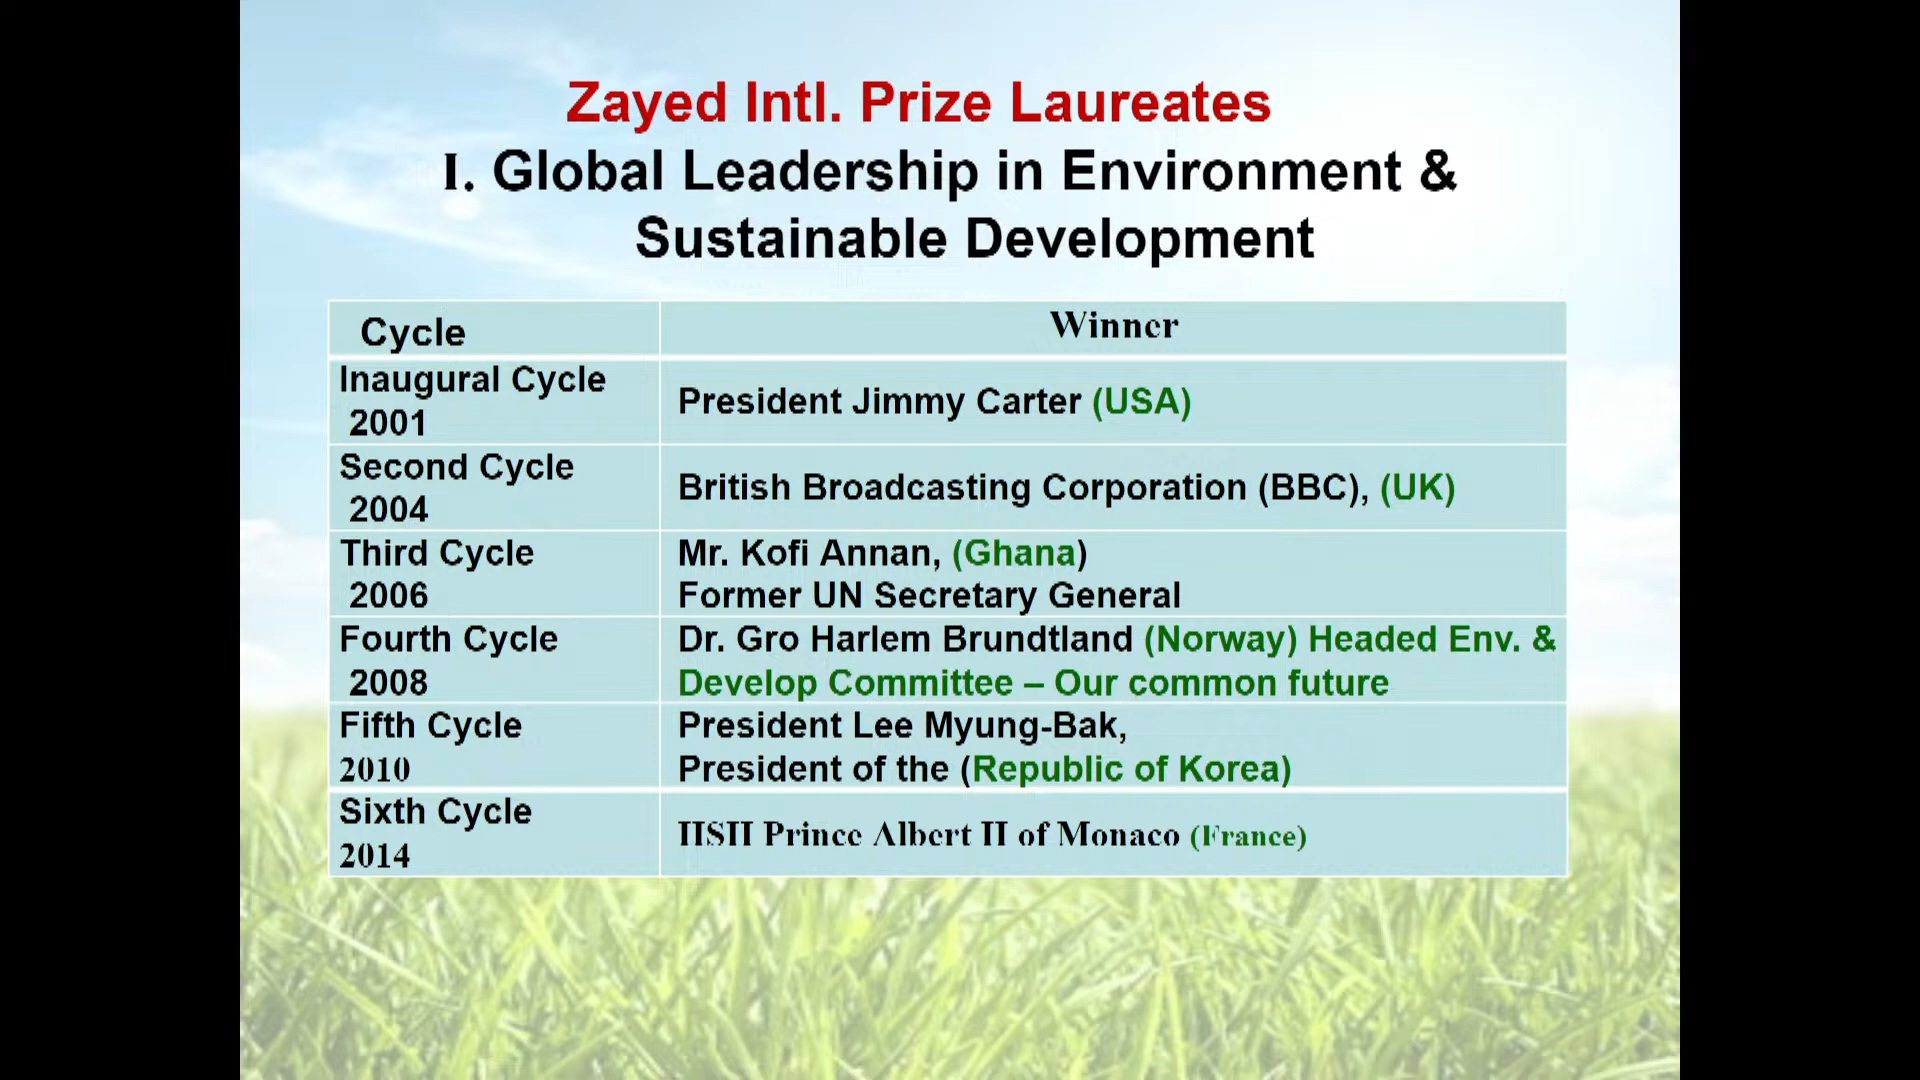 Zayed Intl. Prize Laureates
I. Global Leadership in Environment &
Sustainable Development
Cycle
Winner
Inaugural Cycle
2001
President Jimmy Carter (USA)
Second Cycle
2004
British Broadcasting Corporation (BBC), (UK)
Third Cycle
2006
Mr. Kofi Annan, (Ghana)
Former UN Secretary General
Fourth Cycle
2008
Dr. Gro Harlem Brundtland (Norway) Headed Env. &
Develop Committee – Our common future
Fifth Cycle
2010
President Lee Myung-Bak,
President of the (Republic of Korea)
Sixth Cycle
2014
HSH Prince Albert II of Monaco (France)